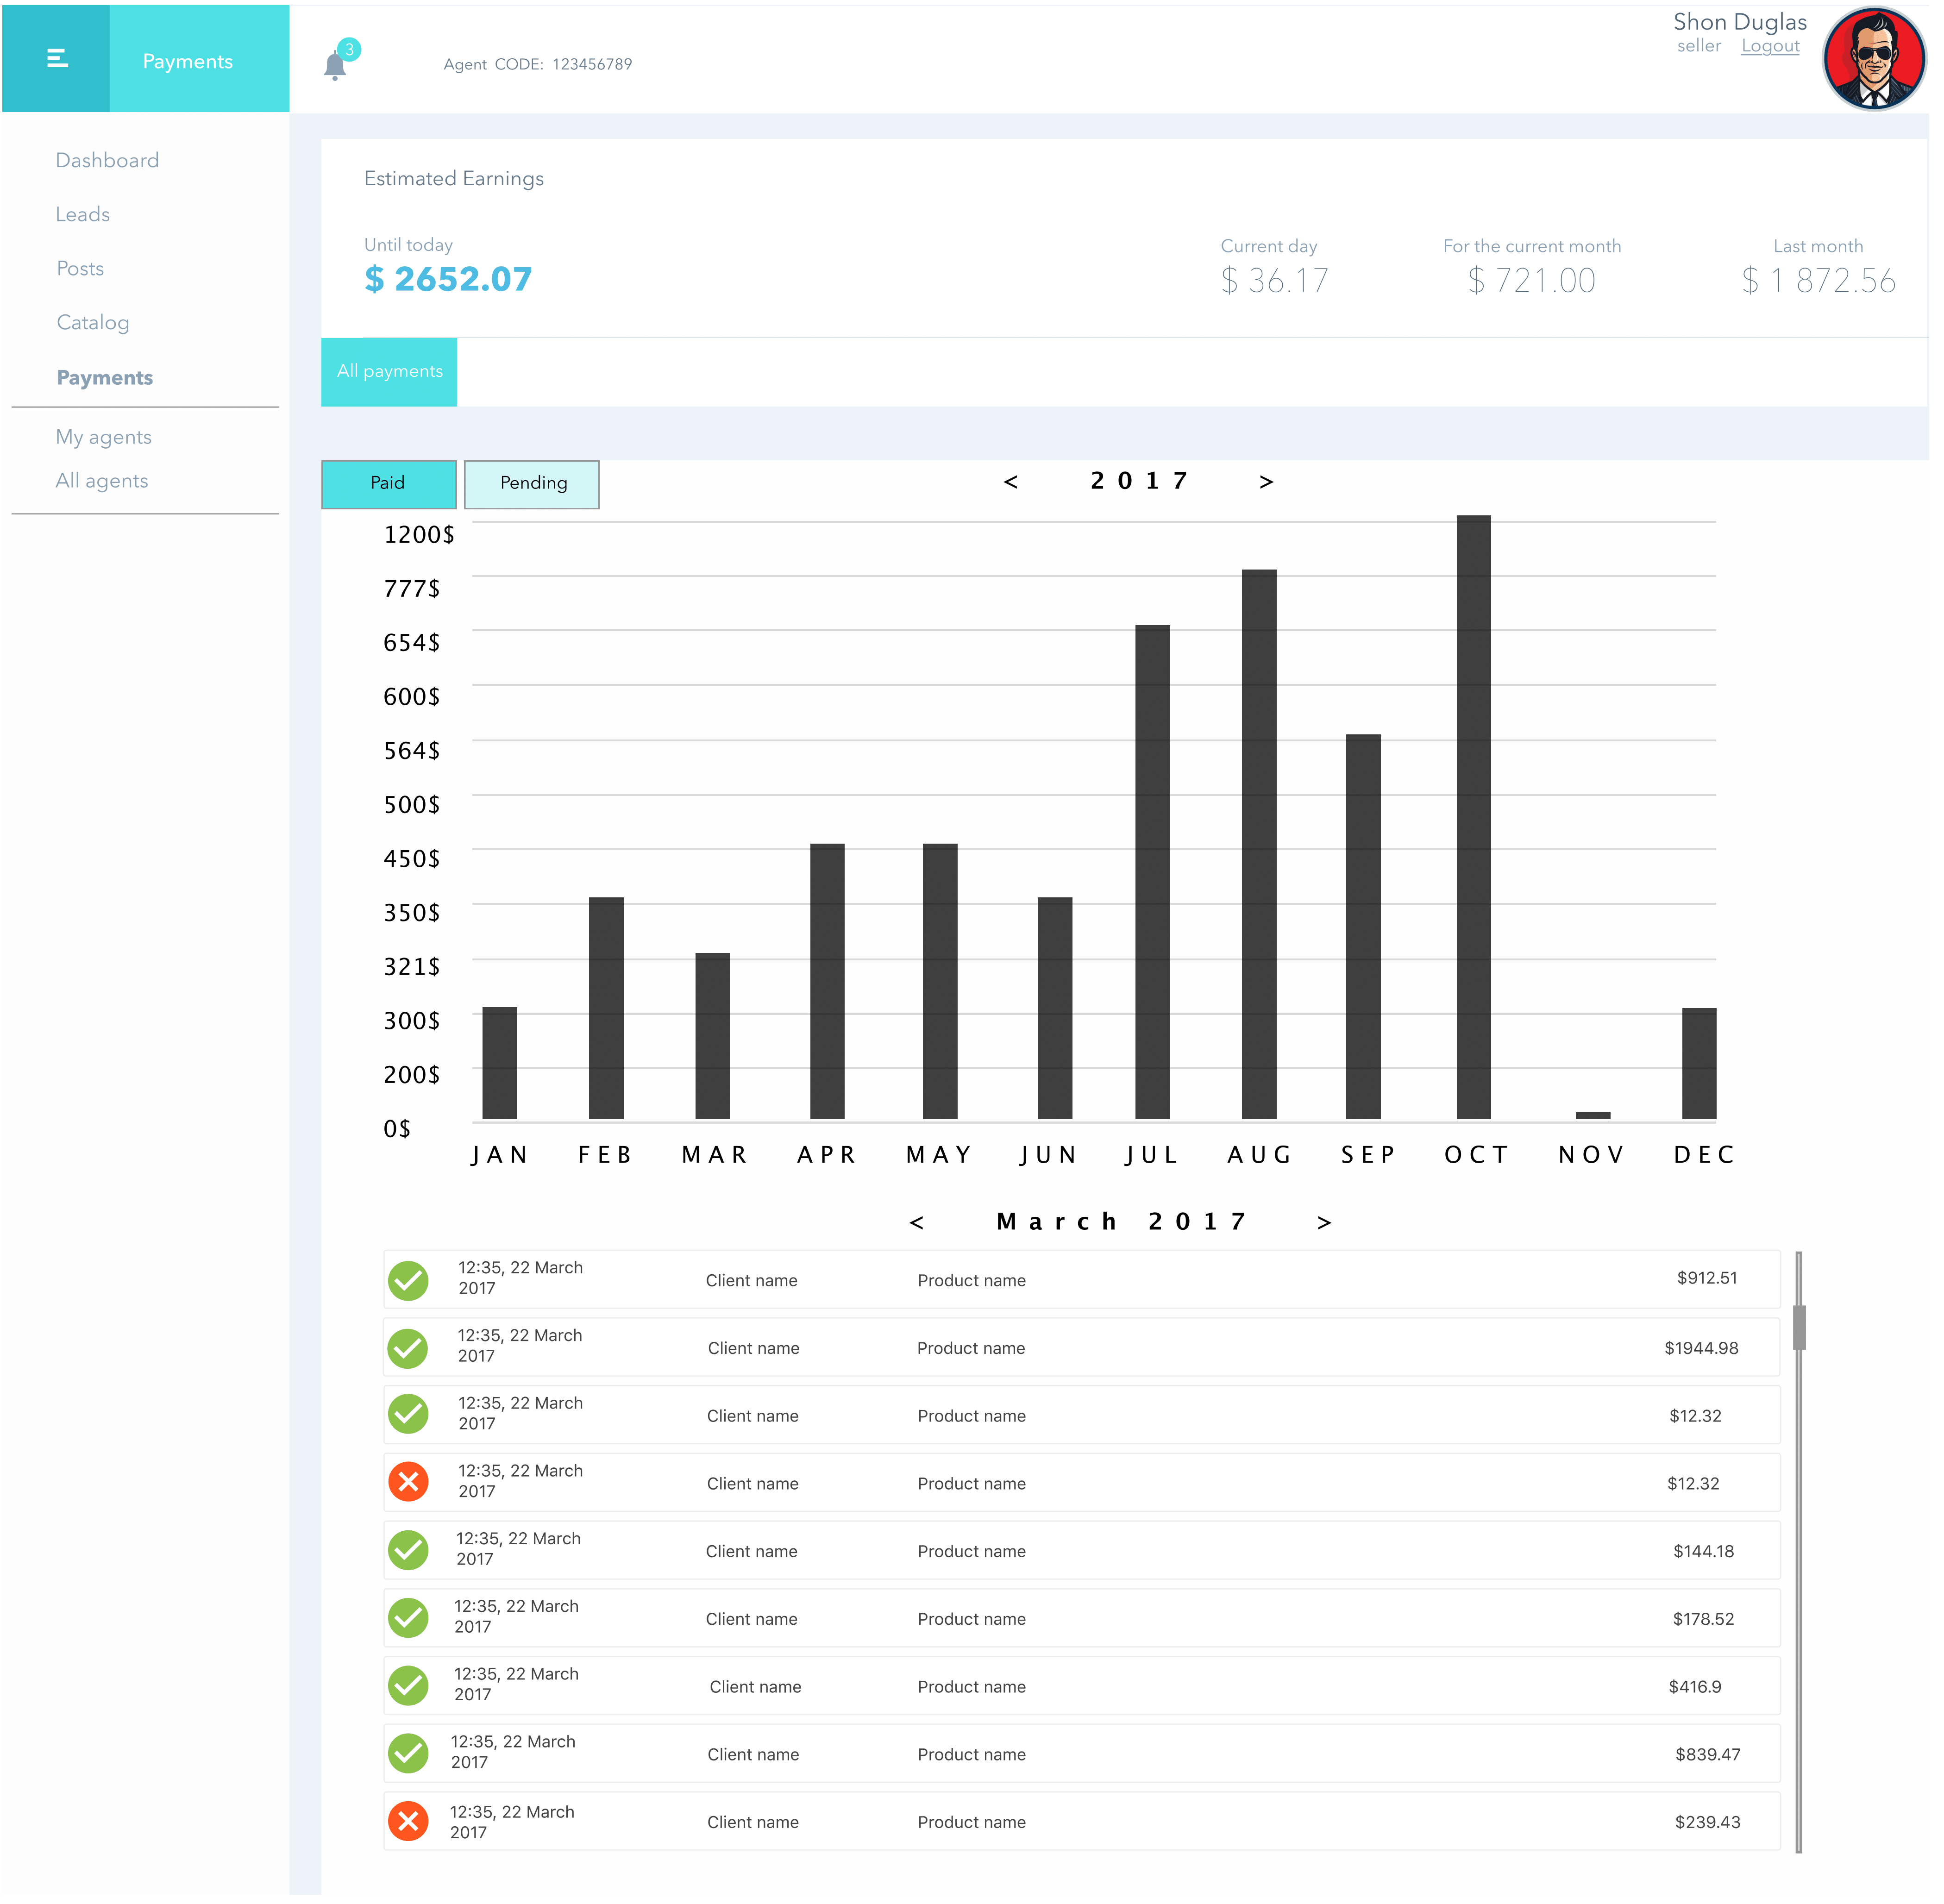 Payments
3
Agent CODE: 123456789
Shon Duglas
seller Logout
Dashboard
Leads
Posts
Catalog
Payments
My agents
All agents
Estimated Earnings
Until today
$ 2652.07
Current day
$ 36.17
For the current month
$ 721.00
Last month
$ 1 872.56
All payments
Paid
Pending
< 2017 >
1200$
777$
654$
600$
564$
500$
450$
350$
321$
300$
200$
0$
JAN FEB MAR APR MAY JUN JUL AUG SEP OCT NOV DEC
< March 2017 >
12:35, 22 March
2017
Client name
Product name
$912.51
12:35, 22 March
2017
Client name
Product name
$1944.98
12:35, 22 March
2017
Client name
Product name
$12.32
12:35, 22 March
2017
Client name
Product name
$12.32
12:35, 22 March
2017
Client name
Product name
$144.18
12:35, 22 March
2017
Client name
Product name
$178.52
12:35, 22 March
2017
Client name
Product name
$416.9
12:35, 22 March
2017
Client name
Product name
$839.47
12:35, 22 March
2017
Client name
Product name
$239.43